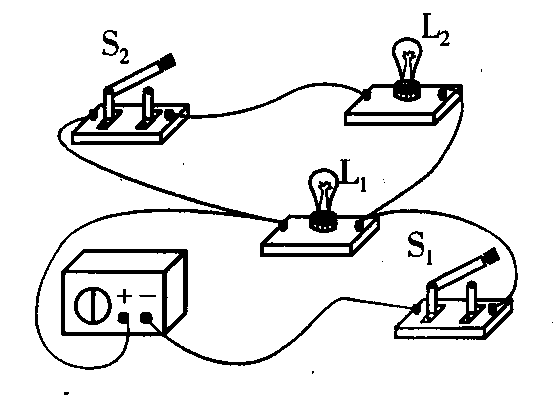 S₂
L₂
L₁
S₁
+ −